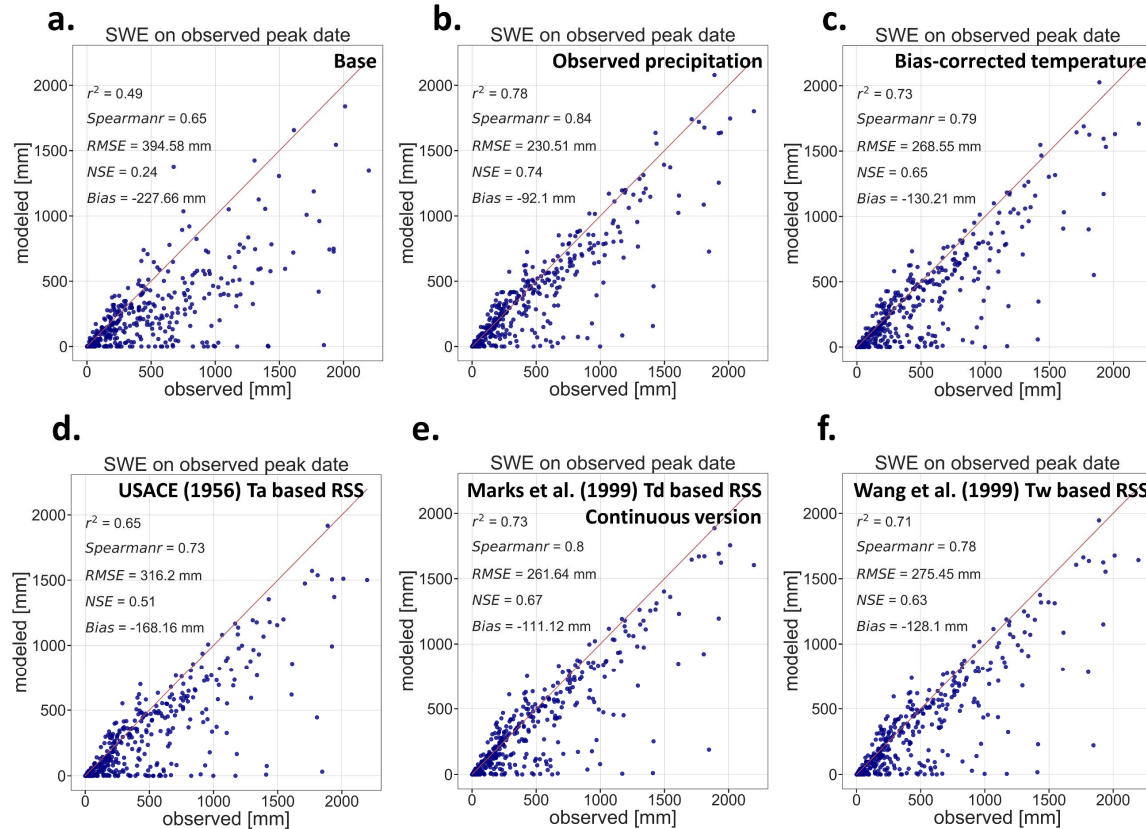 a.
SWE on observed peak date
Base
r² = 0.49
Spearmanr = 0.65
RMSE = 394.58 mm
NSE = 0.24
Bias = -227.66 mm
modeled [mm]
2000
1500
1000
500
0
0 500 1000 1500 2000
observed [mm]
b.
SWE on observed peak date
Observed precipitation
r² = 0.78
Spearmanr = 0.84
RMSE = 230.51 mm
NSE = 0.74
Bias = -92.1 mm
modeled [mm]
2000
1500
1000
500
0
0 500 1000 1500 2000
observed [mm]
c.
SWE on observed peak date
Bias-corrected temperature
r² = 0.73
Spearmanr = 0.79
RMSE = 268.55 mm
NSE = 0.65
Bias = -130.21 mm
modeled [mm]
2000
1500
1000
500
0
0 500 1000 1500 2000
observed [mm]
d.
SWE on observed peak date
USACE (1956) Ta based RSS
r² = 0.65
Spearmanr = 0.73
RMSE = 316.2 mm
NSE = 0.51
Bias = -168.16 mm
modeled [mm]
2000
1500
1000
500
0
0 500 1000 1500 2000
observed [mm]
e.
SWE on observed peak date
Marks et al. (1999) Td based RSS
Continuous version
r² = 0.73
Spearmanr = 0.8
RMSE = 261.64 mm
NSE = 0.67
Bias = -111.12 mm
modeled [mm]
2000
1500
1000
500
0
0 500 1000 1500 2000
observed [mm]
f.
SWE on observed peak date
Wang et al. (1999) Tw based RSS
r² = 0.71
Spearmanr = 0.78
RMSE = 275.45 mm
NSE = 0.63
Bias = -128.1 mm
modeled [mm]
2000
1500
1000
500
0
0 500 1000 1500 2000
observed [mm]